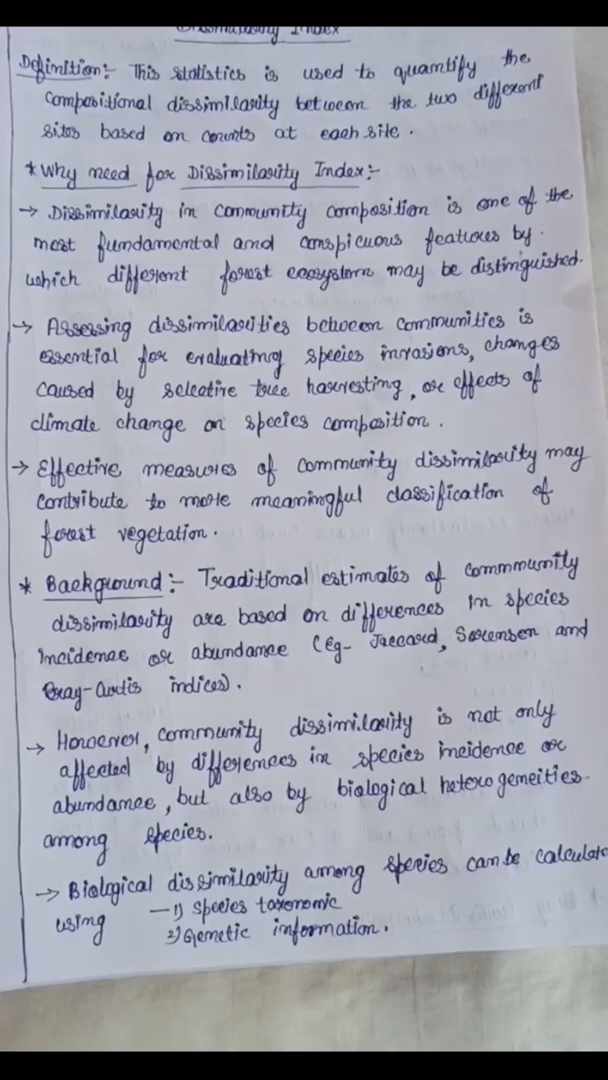 Dissimilarity Index
Definition:- This statistics is used to quantify the
compositional dissimilarity between the two different
sites based on counts at each site.
* Why need for Dissimilarity Index:-
→ Dissimilarity in community composition is one of the
most fundamental and conspicuous features by
which different forest ecosystem may be distinguished.
→ Assessing dissimilarities between communities is
essential for evaluating species invasions, changes
caused by selective tree harvesting, or effects of
climate change on species composition.
→ Effective measures of community dissimilarity may
contribute to more meaningful classification of
forest vegetation.
* Background:- Traditional estimates of commmunity
dissimilarity are based on differences in species
incidence or abundance (eg- Jaccard, Sorensen and
Bray-Curtis indices).
→ However, community dissimilarity is not only
affected by differences in species incidence or
abundance, but also by biological heterogeneities
among species.
→ Biological dissimilarity among species can be calculate
using — 1) Species taxonomic
2) Genetic information.